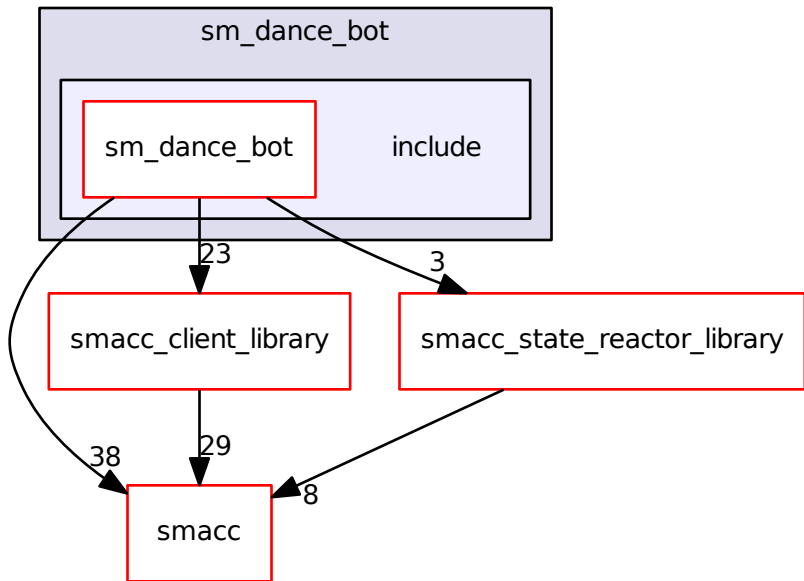 sm_dance_bot
sm_dance_bot
include
23
3
smacc_client_library
smacc_state_reactor_library
38
29
8
smacc